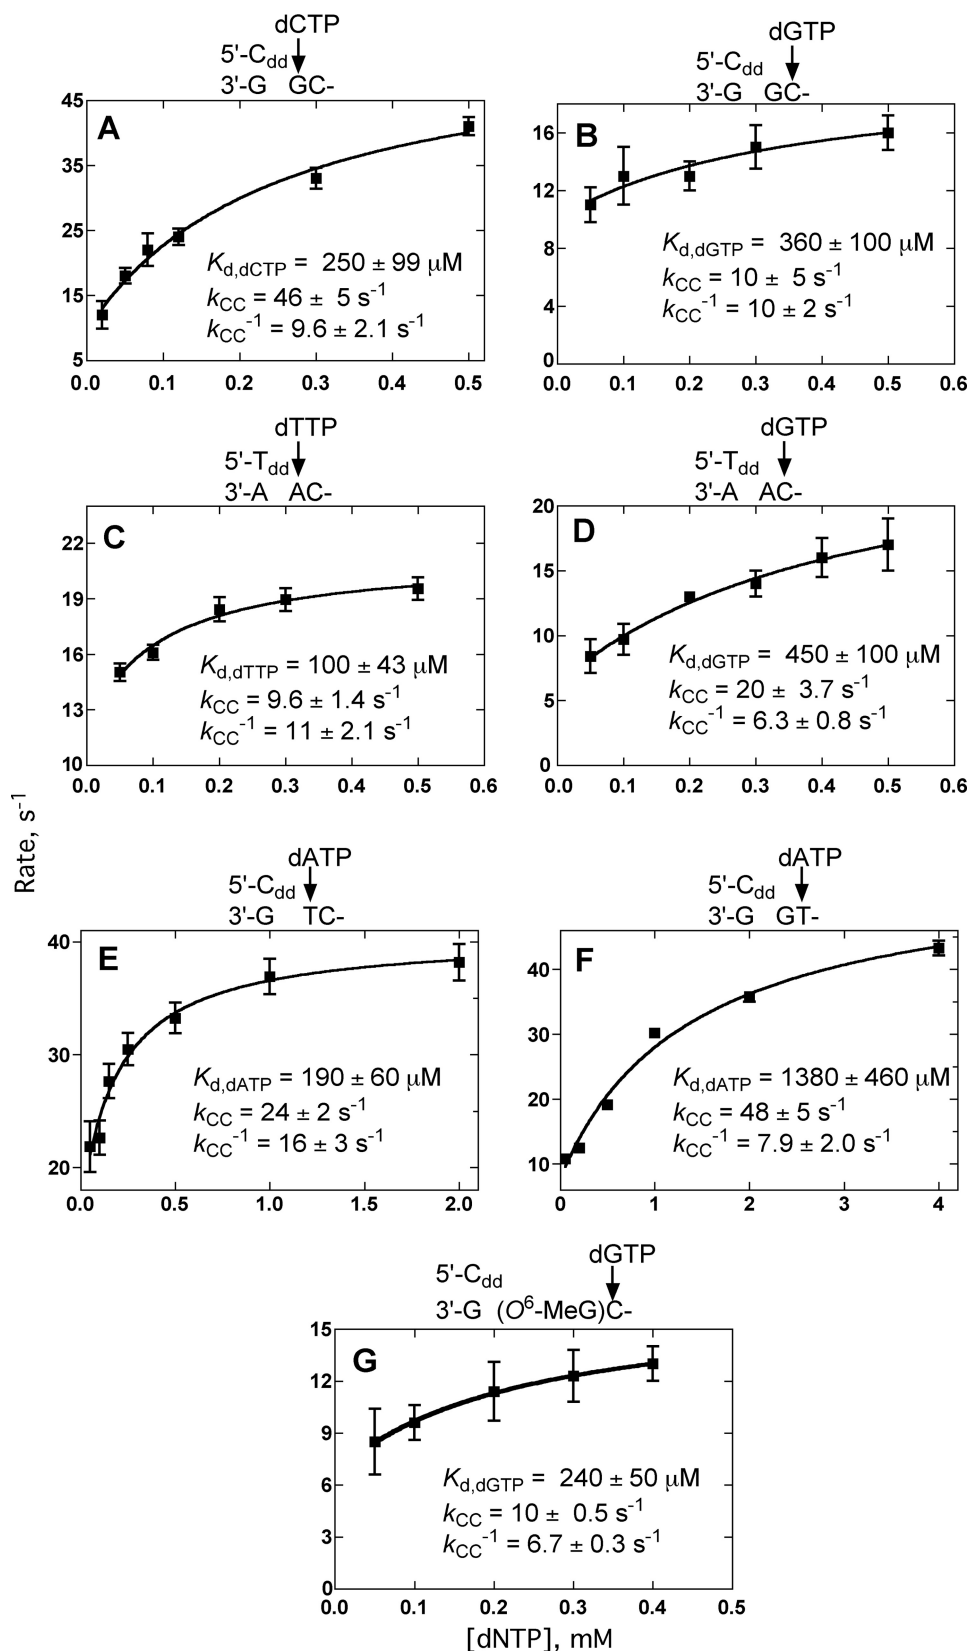 dCTP
5'-Cdd
3'-G GC-
A
45
35
25
15
5
0.0 0.1 0.2 0.3 0.4 0.5
Kd,dCTP = 250 ± 99 μM
kCC = 46 ± 5 s-1
kCC-1 = 9.6 ± 2.1 s-1
dGTP
5'-Cdd
3'-G GC-
B
16
12
8
4
0
0.0 0.1 0.2 0.3 0.4 0.5 0.6
Kd,dGTP = 360 ± 100 μM
kCC = 10 ± 5 s-1
kCC-1 = 10 ± 2 s-1
dTTP
5'-Tdd
3'-A AC-
C
22
19
16
13
10
0.0 0.1 0.2 0.3 0.4 0.5 0.6
Kd,dTTP = 100 ± 43 μM
kCC = 9.6 ± 1.4 s-1
kCC-1 = 11 ± 2.1 s-1
dGTP
5'-Tdd
3'-A AC-
D
20
15
10
5
0
0.0 0.1 0.2 0.3 0.4 0.5 0.6
Kd,dGTP = 450 ± 100 μM
kCC = 20 ± 3.7 s-1
kCC-1 = 6.3 ± 0.8 s-1
Rate, s-1
dATP
5'-Cdd
3'-G TC-
E
40
30
20
0.0 0.5 1.0 1.5 2.0
Kd,dATP = 190 ± 60 μM
kCC = 24 ± 2 s-1
kCC-1 = 16 ± 3 s-1
dATP
5'-Cdd
3'-G GT-
F
40
30
20
10
0 1 2 3 4
Kd,dATP = 1380 ± 460 μM
kCC = 48 ± 5 s-1
kCC-1 = 7.9 ± 2.0 s-1
dGTP
5'-Cdd
3'-G (O6-MeG)C-
G
15
12
9
6
3
0
0.0 0.1 0.2 0.3 0.4 0.5
Kd,dGTP = 240 ± 50 μM
kCC = 10 ± 0.5 s-1
kCC-1 = 6.7 ± 0.3 s-1
[dNTP], mM